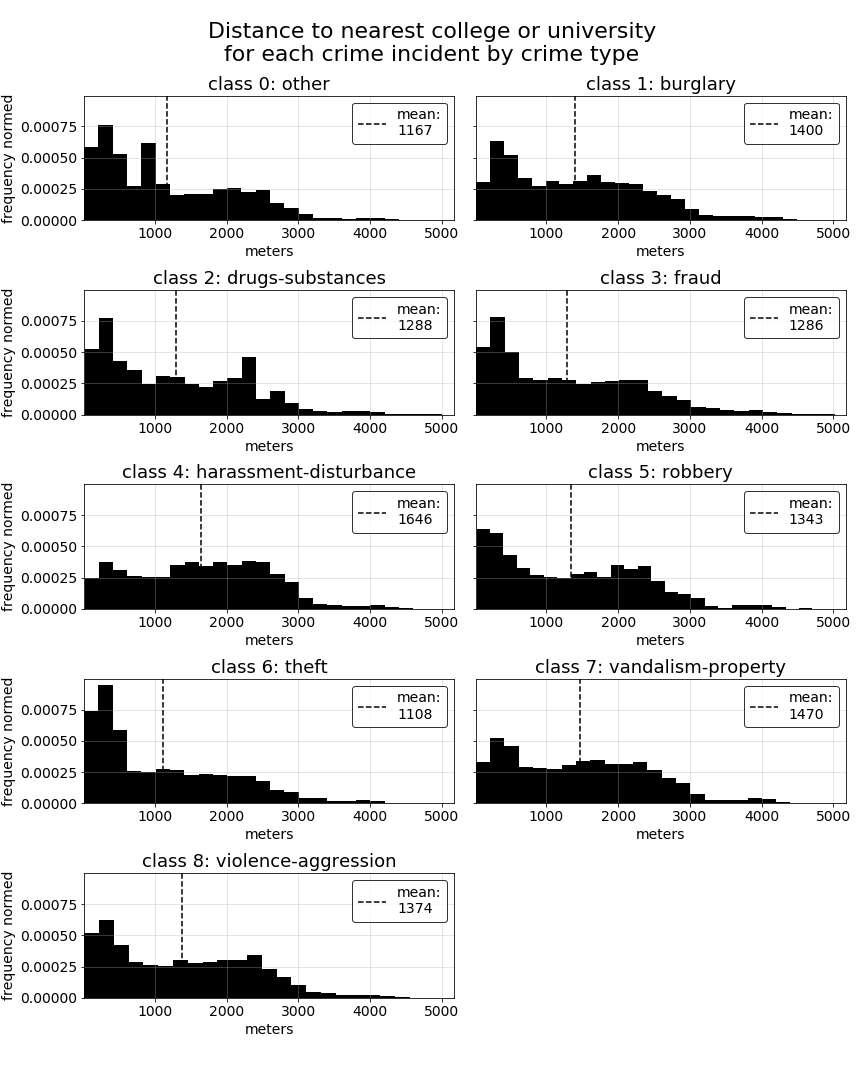 Distance to nearest college or university
for each crime incident by crime type
class 0: other
frequency normed
0.00075
0.00050
0.00025
0.00000
mean:
1167
1000 2000 3000 4000 5000
meters
class 1: burglary
mean:
1400
1000 2000 3000 4000 5000
meters
class 2: drugs-substances
frequency normed
0.00075
0.00050
0.00025
0.00000
mean:
1288
1000 2000 3000 4000 5000
meters
class 3: fraud
mean:
1286
1000 2000 3000 4000 5000
meters
class 4: harassment-disturbance
frequency normed
0.00075
0.00050
0.00025
0.00000
mean:
1646
1000 2000 3000 4000 5000
meters
class 5: robbery
mean:
1343
1000 2000 3000 4000 5000
meters
class 6: theft
frequency normed
0.00075
0.00050
0.00025
0.00000
mean:
1108
1000 2000 3000 4000 5000
meters
class 7: vandalism-property
mean:
1470
1000 2000 3000 4000 5000
meters
class 8: violence-aggression
frequency normed
0.00075
0.00050
0.00025
0.00000
mean:
1374
1000 2000 3000 4000 5000
meters